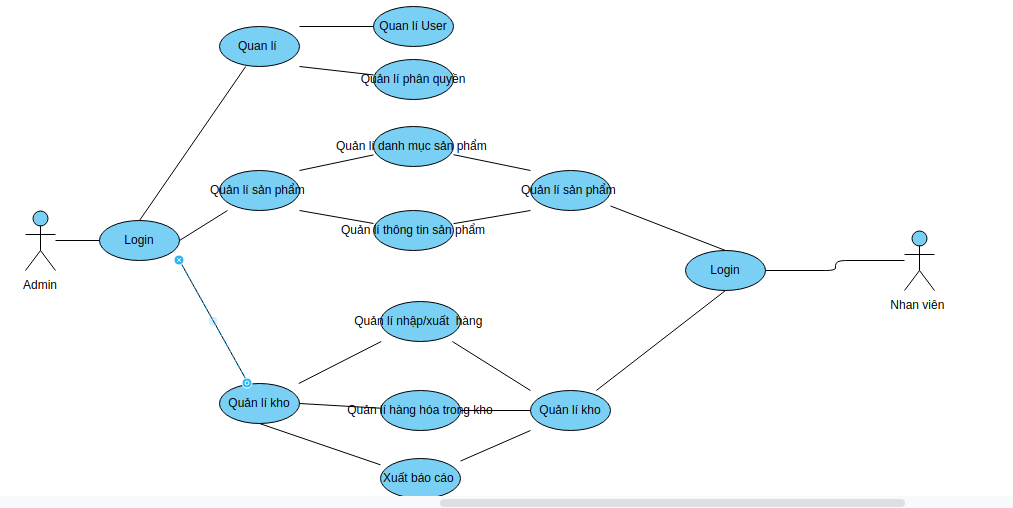 Quan lí User
Quan lí
Quản lí phân quyền
Quản lí danh mục sản phẩm
Quản lí sản phẩm
Quản lí sản phẩm
Quản lí thông tin sản phẩm
Login
Login
Admin
Nhan viên
Quản lí nhập/xuất hàng
Quản lí kho
Quản lí hàng hóa trong kho
Quản lí kho
Xuất báo cáo